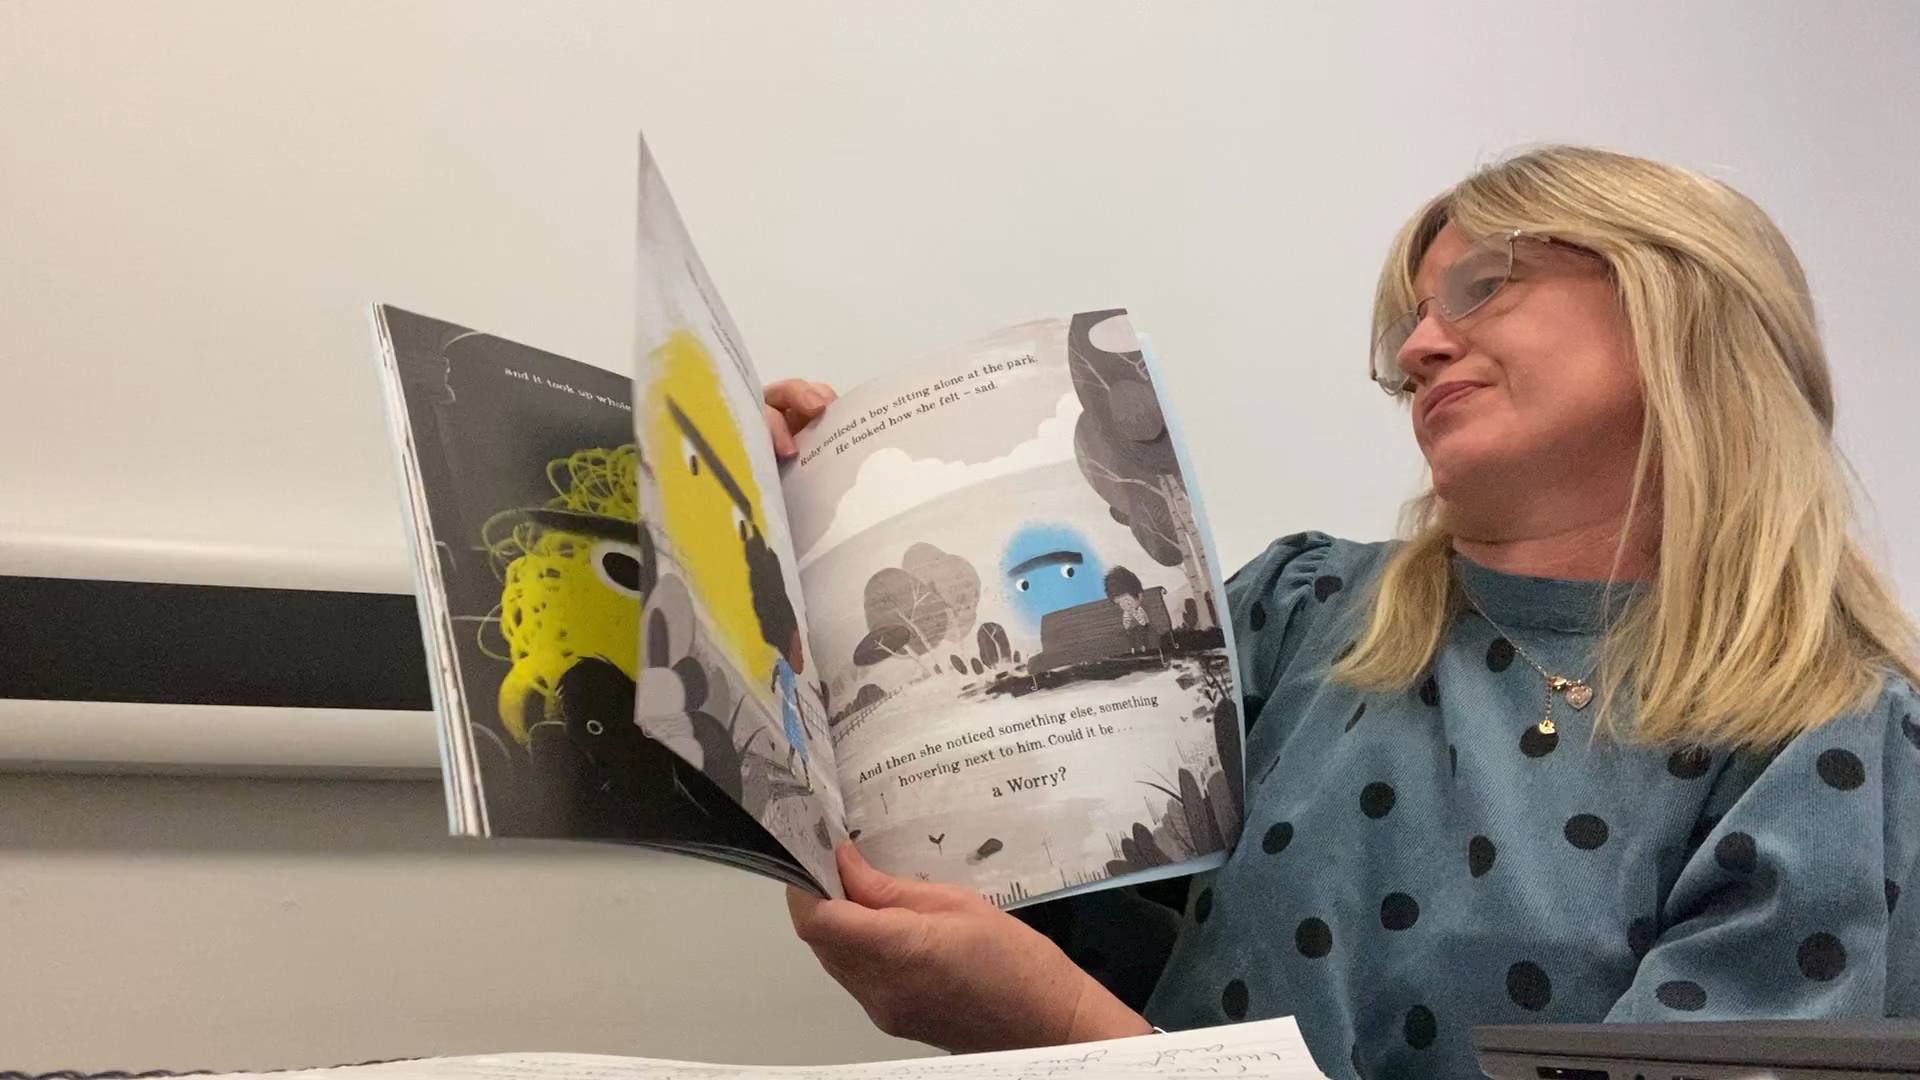 and it took up whole
Ruby noticed a boy sitting alone at the park.
He looked how she felt – sad.
And then she noticed something else, something
hovering next to him. Could it be . . .
a Worry?